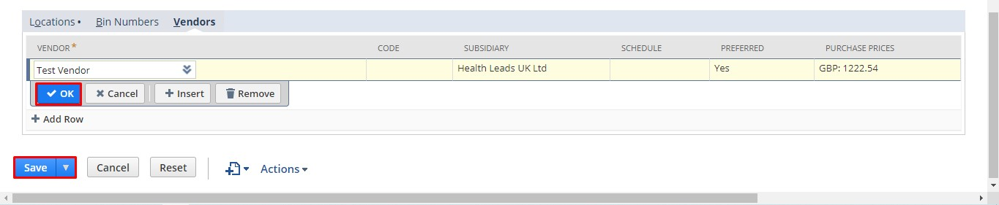 Locations • Bin Numbers Vendors
VENDOR * CODE SUBSIDIARY SCHEDULE PREFERRED PURCHASE PRICES
Test Vendor Health Leads UK Ltd Yes GBP: 1222.54
OK Cancel Insert Remove
Add Row
Save Cancel Reset Actions